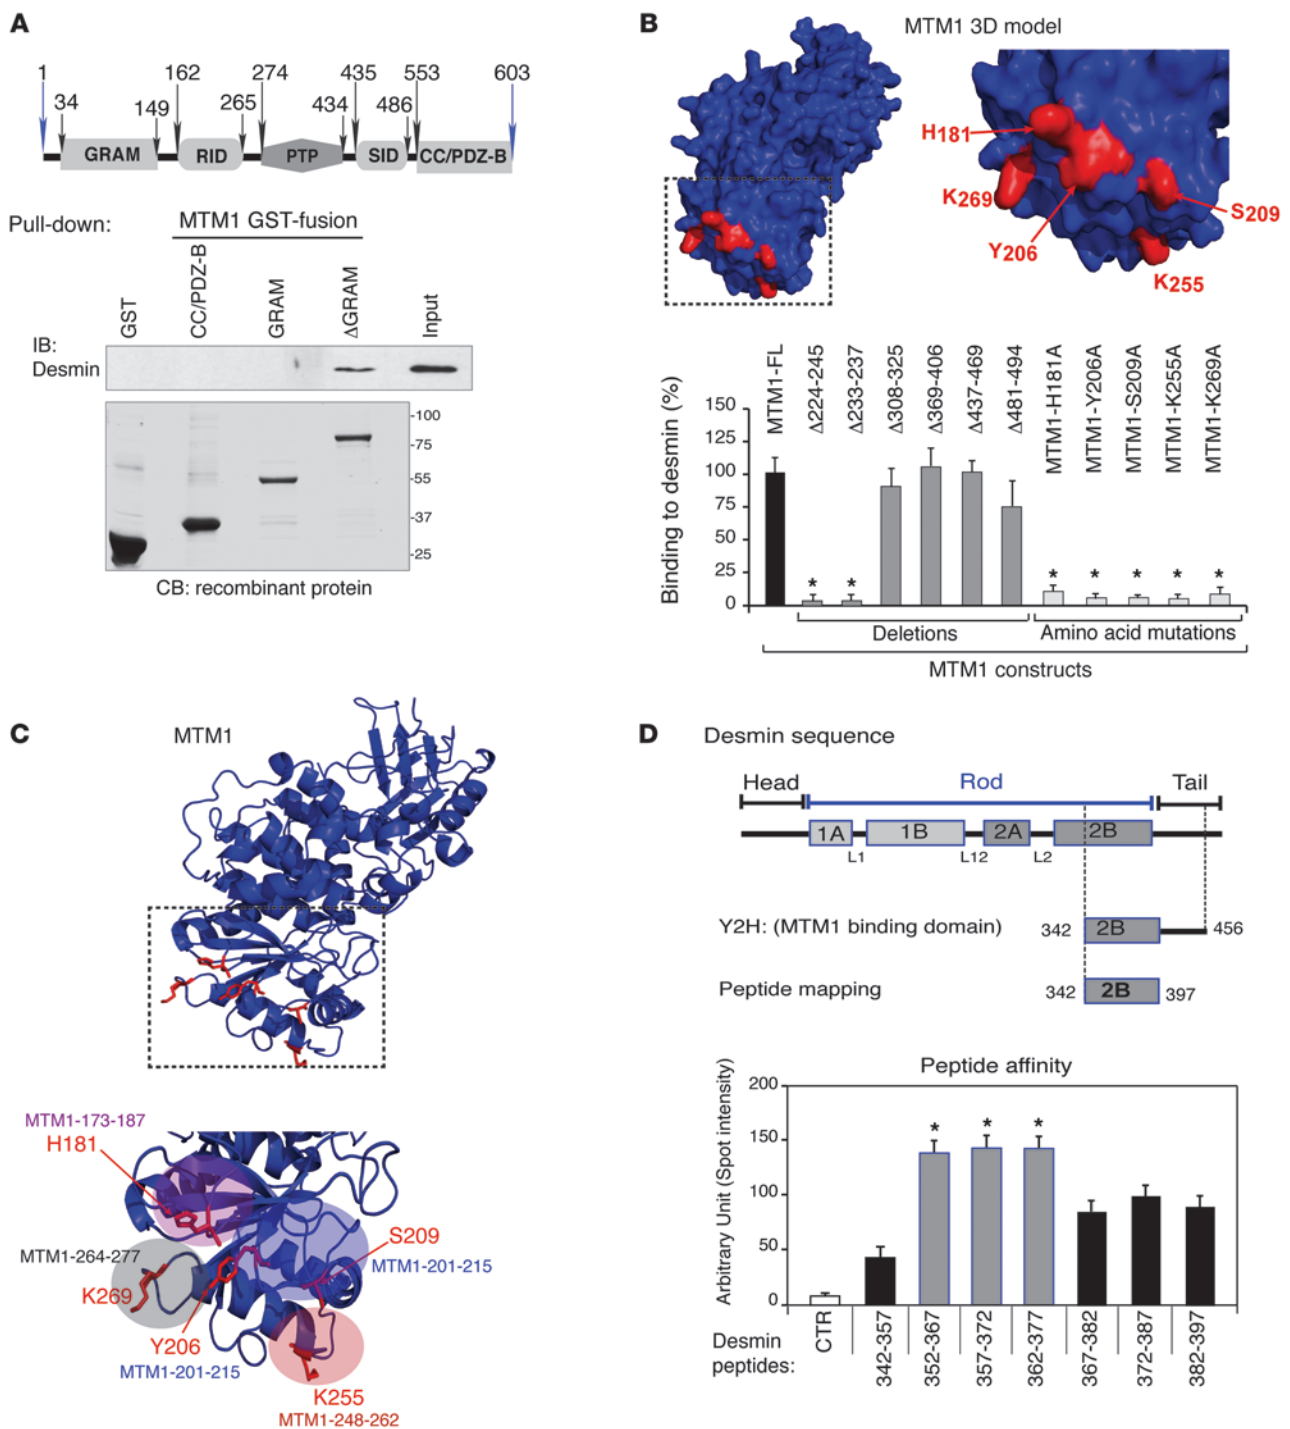 A
1
162
274
435
553
603
34
149
265
434
486
GRAM
RID
PTP
SID
CC/PDZ-B
Pull-down:
MTM1 GST-fusion
GST
CC/PDZ-B
GRAM
ΔGRAM
Input
IB:
Desmin
-100
-75
-55
-37
-25
CB: recombinant protein
B
MTM1 3D model
H181
K269
Y206
S209
K255
Binding to desmin (%)
150
125
100
75
50
25
0
MTM1-FL
Δ224-245
Δ233-237
Δ308-325
Δ369-406
Δ437-469
Δ481-494
MTM1-H181A
MTM1-Y206A
MTM1-S209A
MTM1-K255A
MTM1-K269A
* * * * * * *
Deletions
Amino acid mutations
MTM1 constructs
C
MTM1
MTM1-173-187
H181
MTM1-264-277
K269
Y206
MTM1-201-215
S209
MTM1-201-215
K255
MTM1-248-262
D
Desmin sequence
Head
Rod
Tail
1A
1B
2A
2B
L1
L12
L2
Y2H: (MTM1 binding domain)
342
2B
456
Peptide mapping
342
2B
397
Peptide affinity
Arbitrary Unit (Spot intensity)
200
150
100
50
0
* * *
Desmin
peptides:
CTR
342-357
352-367
357-372
362-377
367-382
372-387
382-397